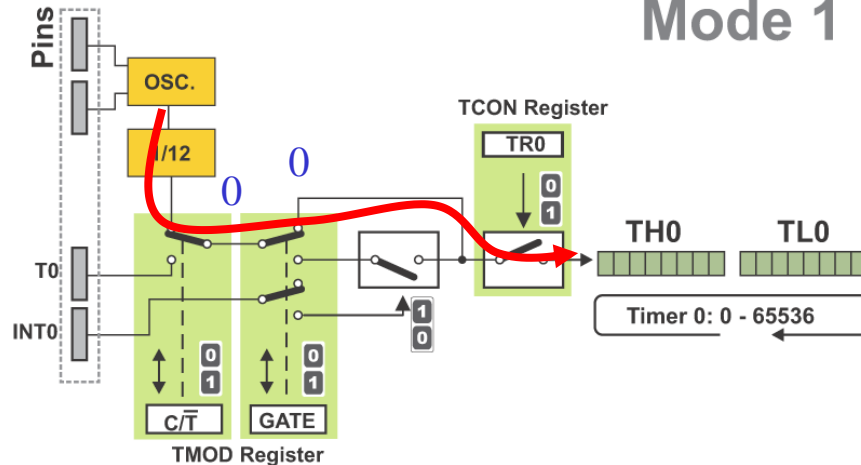 Mode 1
Pins
OSC.
1/12
0
0
TCON Register
TR0
0
1
TH0
TL0
T0
INT0
1
0
Timer 0: 0 - 65536
0
1
0
1
C/T̅
GATE
TMOD Register